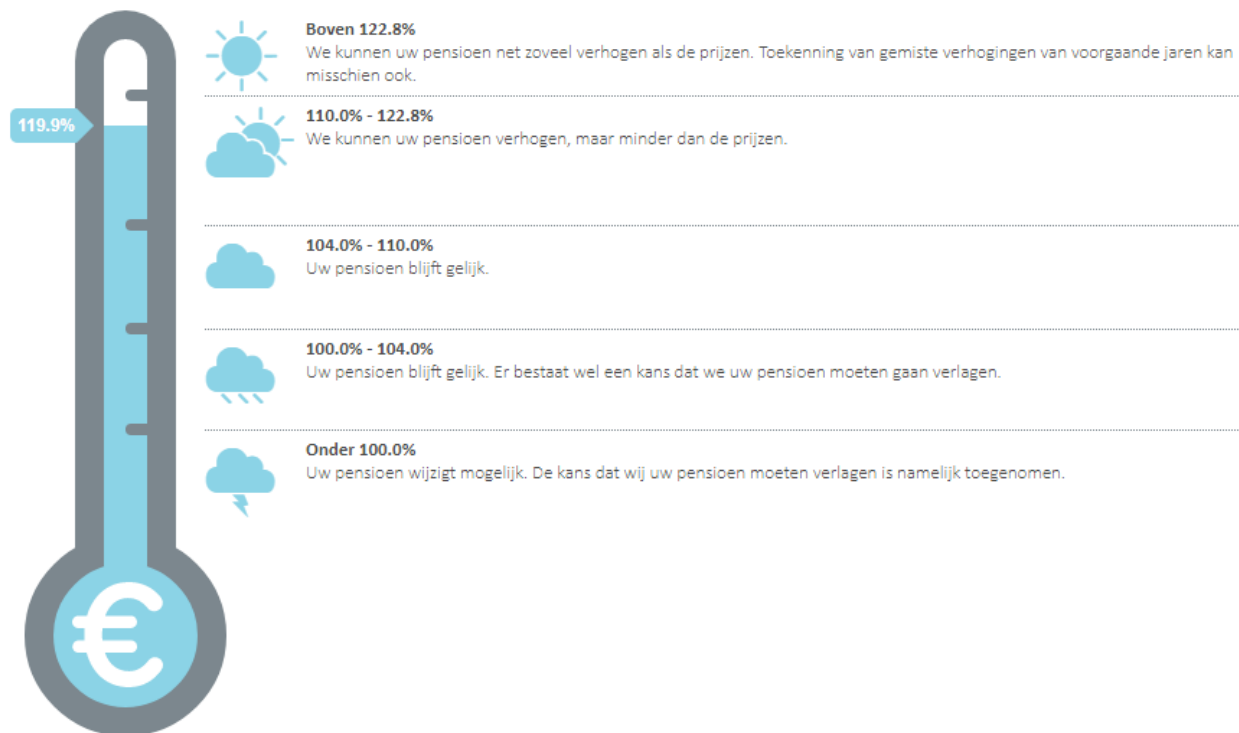 Boven 122.8%
We kunnen uw pensioen net zoveel verhogen als de prijzen. Toekenning van gemiste verhogingen van voorgaande jaren kan
misschien ook.
119.9%
110.0% - 122.8%
We kunnen uw pensioen verhogen, maar minder dan de prijzen.
104.0% - 110.0%
Uw pensioen blijft gelijk.
100.0% - 104.0%
Uw pensioen blijft gelijk. Er bestaat wel een kans dat we uw pensioen moeten gaan verlagen.
Onder 100.0%
Uw pensioen wijzigt mogelijk. De kans dat wij uw pensioen moeten verlagen is namelijk toegenomen.
€